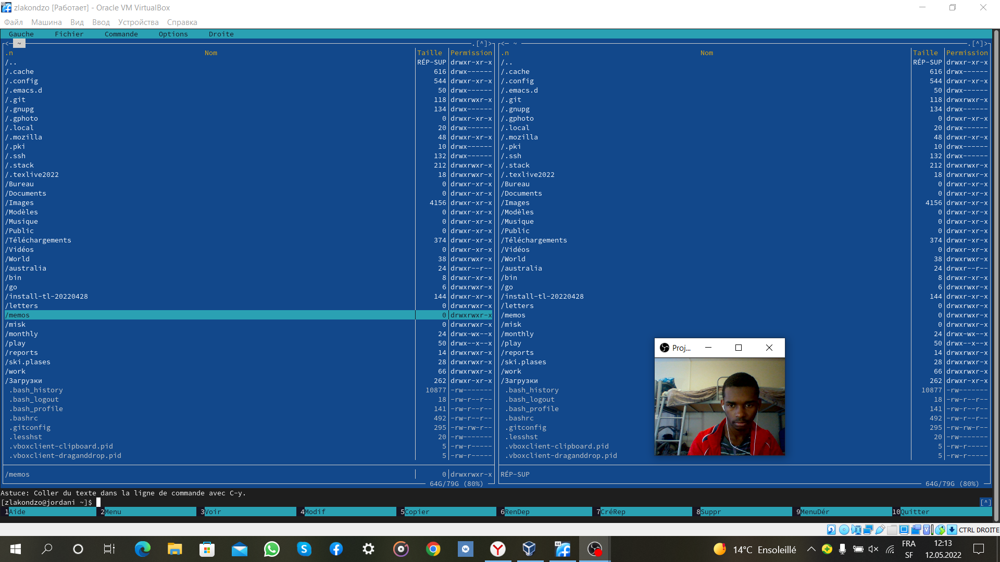 zlakondzo [Работает] - Oracle VM VirtualBox
Файл Машина Вид Ввод Устройства Справка
Gauche Fichier Commande Options Droite
<─ ~ .[^]> <─ ~ .[^]>
.n Nom Taille Permission .n Nom Taille Permission
/.. RÉP-SUP drwxr-xr-x /.. RÉP-SUP drwxr-xr-x
/.cache 616 drwx------ /.cache 616 drwx------
/.config 544 drwxr-xr-x /.config 544 drwxr-xr-x
/.emacs.d 50 drwx------ /.emacs.d 50 drwx------
/.git 118 drwxrwxr-x /.git 118 drwxrwxr-x
/.gnupg 134 drwx------ /.gnupg 134 drwx------
/.gphoto 0 drwxr-xr-x /.gphoto 0 drwxr-xr-x
/.local 20 drwx------ /.local 20 drwx------
/.mozilla 48 drwxr-xr-x /.mozilla 48 drwxr-xr-x
/.pki 10 drwx------ /.pki 10 drwx------
/.ssh 132 drwx------ /.ssh 132 drwx------
/.stack 212 drwxrwxr-x /.stack 212 drwxrwxr-x
/.texlive2022 18 drwxrwxr-x /.texlive2022 18 drwxrwxr-x
/Bureau 0 drwxr-xr-x /Bureau 0 drwxr-xr-x
/Documents 0 drwxr-xr-x /Documents 0 drwxr-xr-x
/Images 4156 drwxr-xr-x /Images 4156 drwxr-xr-x
/Modèles 0 drwxr-xr-x /Modèles 0 drwxr-xr-x
/Musique 0 drwxr-xr-x /Musique 0 drwxr-xr-x
/Public 0 drwxr-xr-x /Public 0 drwxr-xr-x
/Téléchargements 374 drwxr-xr-x /Téléchargements 374 drwxr-xr-x
/Vidéos 0 drwxr-xr-x /Vidéos 0 drwxr-xr-x
/World 38 drwxrwxr-x /World 38 drwxrwxr-x
/australia 24 drwxr--r-- /australia 24 drwxr--r--
/bin 8 drwxr-xr-x /bin 8 drwxr-xr-x
/go 6 drwxrwxr-x /go 6 drwxrwxr-x
/install-tl-20220428 144 drwxr-xr-x /install-tl-20220428 144 drwxr-xr-x
/letters 0 drwxrwxr-x /letters 0 drwxrwxr-x
/memos 0 drwxrwxr-x /memos 0 drwxrwxr-x
/misk 0 drwxrwxr-x /misk 0 drwxrwxr-x
/monthly 24 drwx-wx--x /monthly 24 drwx-wx--x
/play 50 drwx--x--x /play 50 drwx--x--x
Proj...
/reports 14 drwxrwxr-x /reports 14 drwxrwxr-x
/ski.plases 28 drwxrwxr-x /ski.plases 28 drwxrwxr-x
/work 66 drwxrwxr-x /work 66 drwxrwxr-x
/Загрузки 262 drwxr-xr-x /Загрузки 262 drwxr-xr-x
.bash_history 10877 -rw------- .bash_history 10877 -rw-------
.bash_logout 18 -rw-r--r-- .bash_logout 18 -rw-r--r--
.bash_profile 141 -rw-r--r-- .bash_profile 141 -rw-r--r--
.bashrc 492 -rw-r--r-- .bashrc 492 -rw-r--r--
.gitconfig 295 -rw-rw-r-- .gitconfig 295 -rw-rw-r--
.lesshst 20 -rw------- .lesshst 20 -rw-------
.vboxclient-clipboard.pid 5 -rw-r----- .vboxclient-clipboard.pid 5 -rw-r-----
.vboxclient-draganddrop.pid 5 -rw-r----- .vboxclient-draganddrop.pid 5 -rw-r-----
/memos 0 drwxrwxr-x RÉP-SUP
64G/79G (80%) 64G/79G (80%)
Astuce: Coller du texte dans la ligne de commande avec C-y.
[zlakondzo@jordani ~]$ [^]
1Aide 2Menu 3Voir 4Modif 5Copier 6RenDep 7CréRep 8Suppr 9MenuDér 10Quitter
CTRL DROITE
14°C Ensoleillé FRA 12:13
SF 12.05.2022